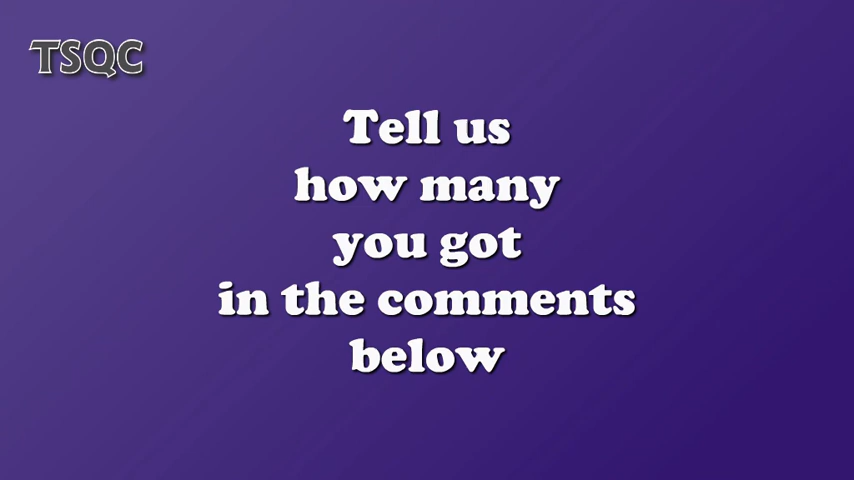 TSQC
Tell us
how many
you got
in the comments
below